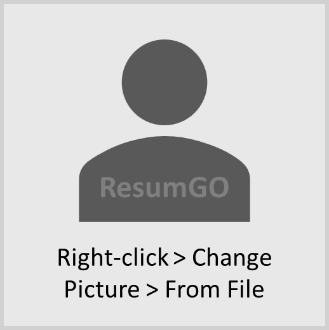 ResumGO
Right-click > Change
Picture > From File